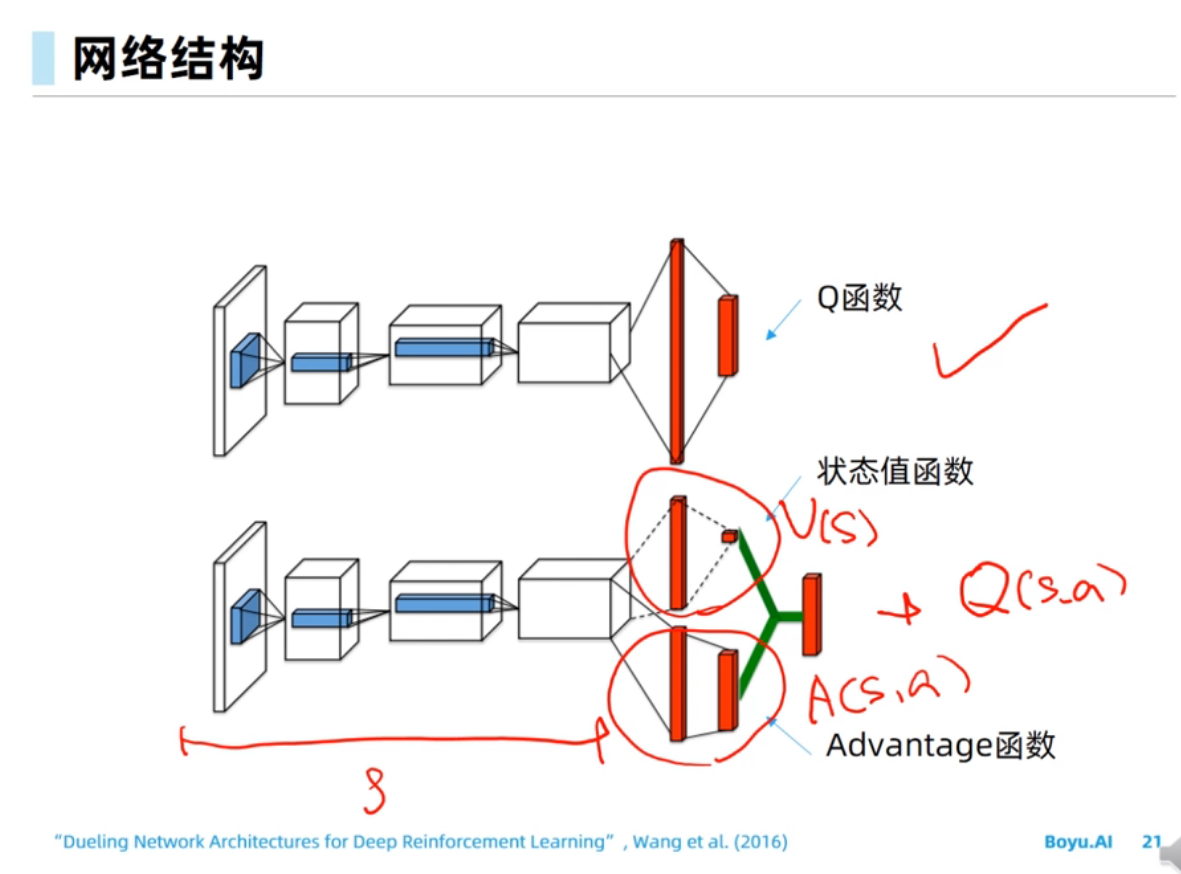 网络结构
Q函数
状态值函数
V(s)
Q(s,a)
A(s,a)
Advantage函数
“Dueling Network Architectures for Deep Reinforcement Learning” , Wang et al. (2016)
Boyu.AI 21